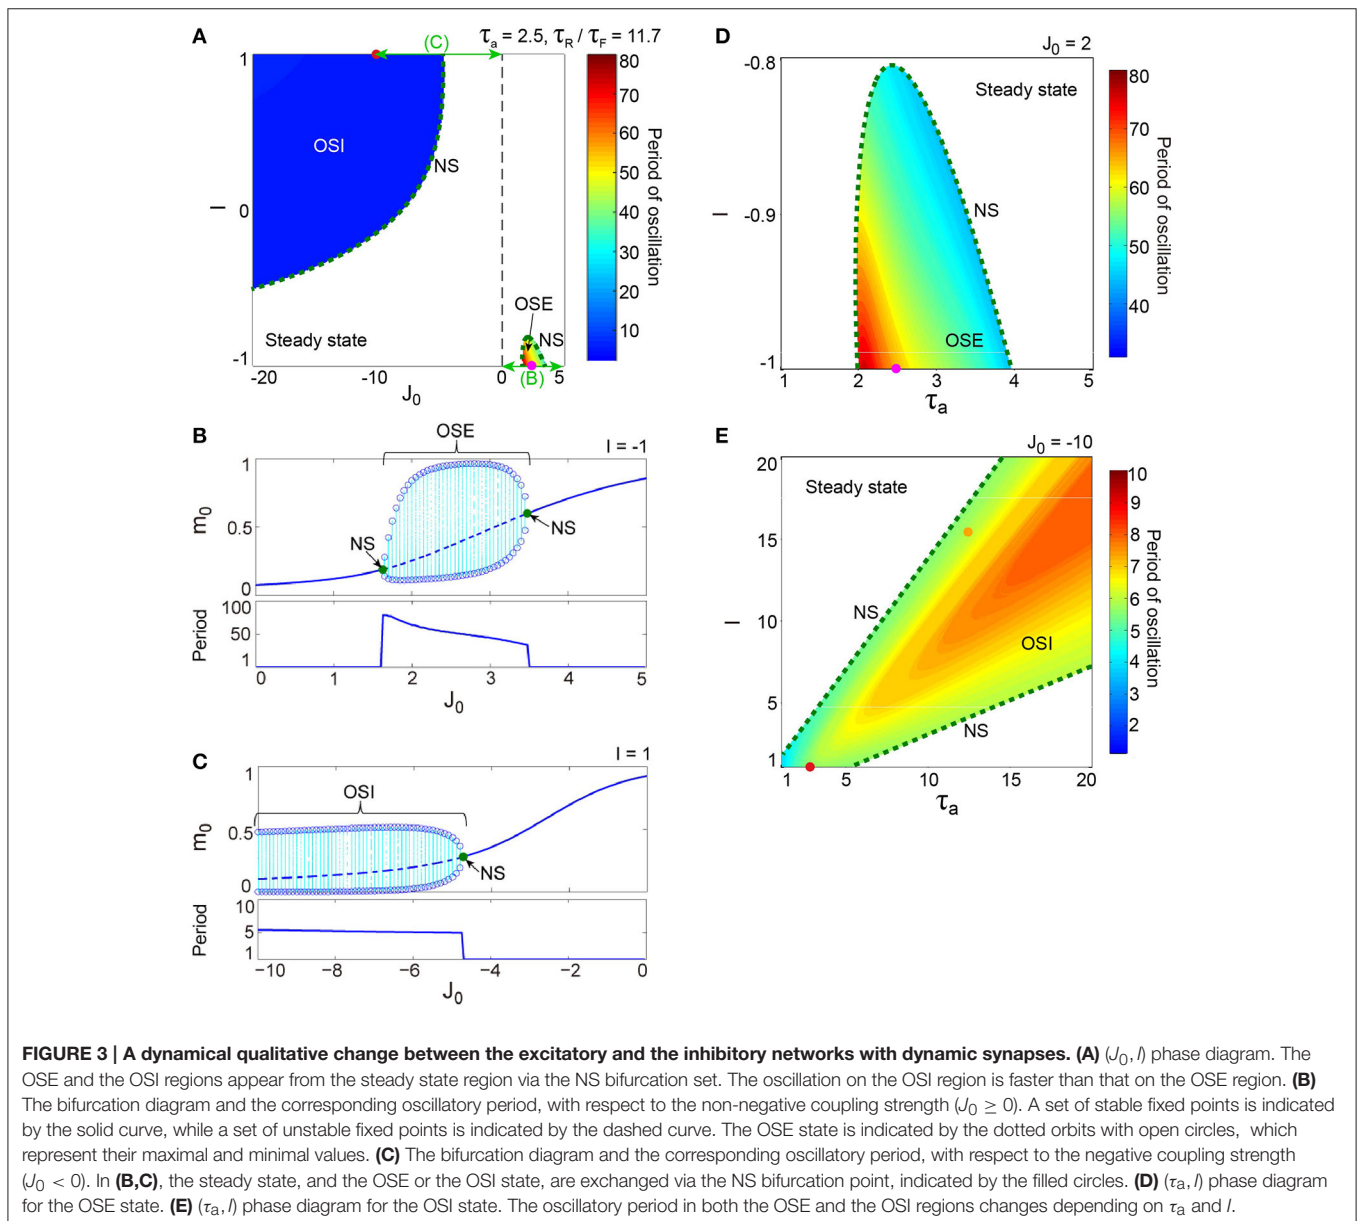 A
(C)
τa = 2.5, τR / τF = 11.7
1
0
-1
I
OSI
NS
Steady state
OSE
NS
(B)
-20
-10
0
5
J0
80
70
60
50
40
30
20
10
Period of oscillation
D
J0 = 2
-0.8
-0.9
-1
I
Steady state
NS
OSE
1
2
3
4
5
τa
80
70
60
50
40
Period of oscillation
B
OSE
I = -1
1
0.5
0
m0
NS
NS
100
50
1
Period
0
1
2
3
4
5
J0
C
I = 1
OSI
1
0.5
0
m0
NS
10
5
1
Period
−10
−8
−6
−4
−2
0
J0
E
J0 = -10
20
15
10
5
1
I
Steady state
NS
OSI
NS
1
5
10
15
20
τa
10
9
8
7
6
5
4
3
2
Period of oscillation
FIGURE 3 | A dynamical qualitative change between the excitatory and the inhibitory networks with dynamic synapses. (A) (J0, I) phase diagram. The
OSE and the OSI regions appear from the steady state region via the NS bifurcation set. The oscillation on the OSI region is faster than that on the OSE region. (B)
The bifurcation diagram and the corresponding oscillatory period, with respect to the non-negative coupling strength (J0 ≥ 0). A set of stable fixed points is indicated
by the solid curve, while a set of unstable fixed points is indicated by the dashed curve. The OSE state is indicated by the dotted orbits with open circles, which
represent their maximal and minimal values. (C) The bifurcation diagram and the corresponding oscillatory period, with respect to the negative coupling strength
(J0 < 0). In (B,C), the steady state, and the OSE or the OSI state, are exchanged via the NS bifurcation point, indicated by the filled circles. (D) (τa, I) phase diagram
for the OSE state. (E) (τa, I) phase diagram for the OSI state. The oscillatory period in both the OSE and the OSI regions changes depending on τa and I.